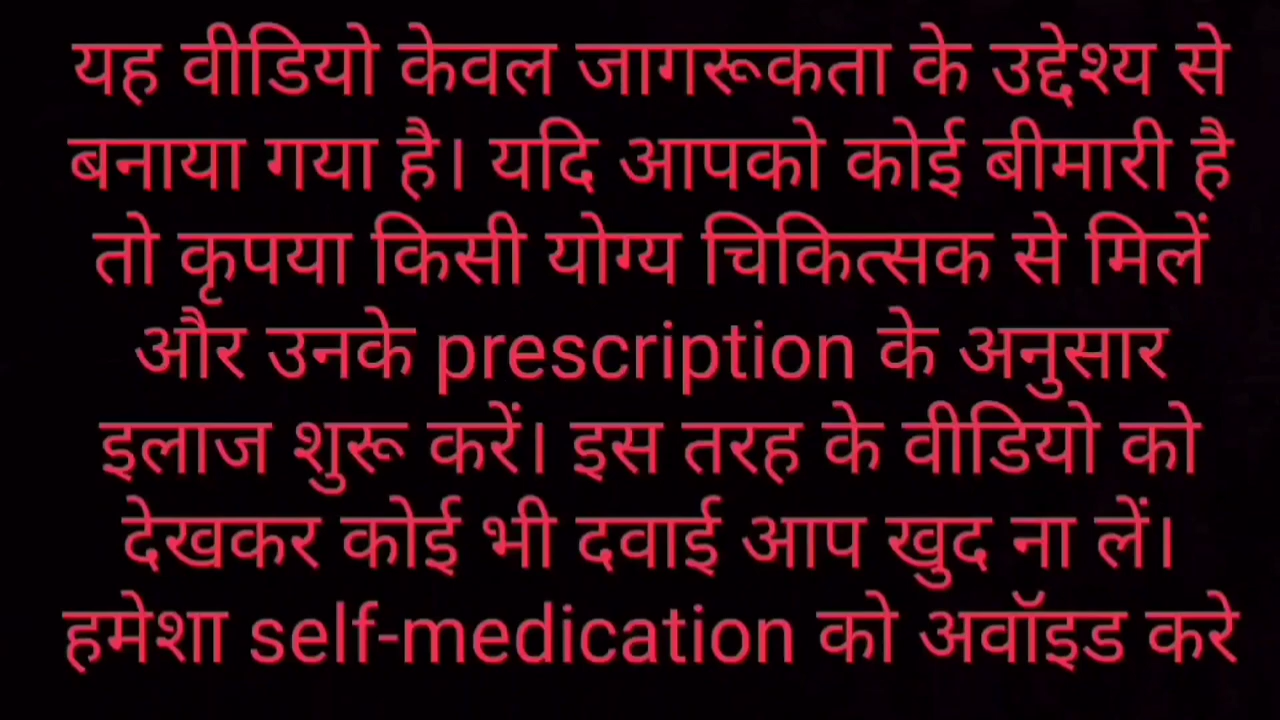 यह वीडियो केवल जागरूकता के उद्देश्य से
बनाया गया है। यदि आपको कोई बीमारी है
तो कृपया किसी योग्य चिकित्सक से मिलें
और उनके prescription के अनुसार
इलाज शुरू करें। इस तरह के वीडियो को
देखकर कोई भी दवाई आप खुद ना लें।
हमेशा self-medication को अवॉइड करे